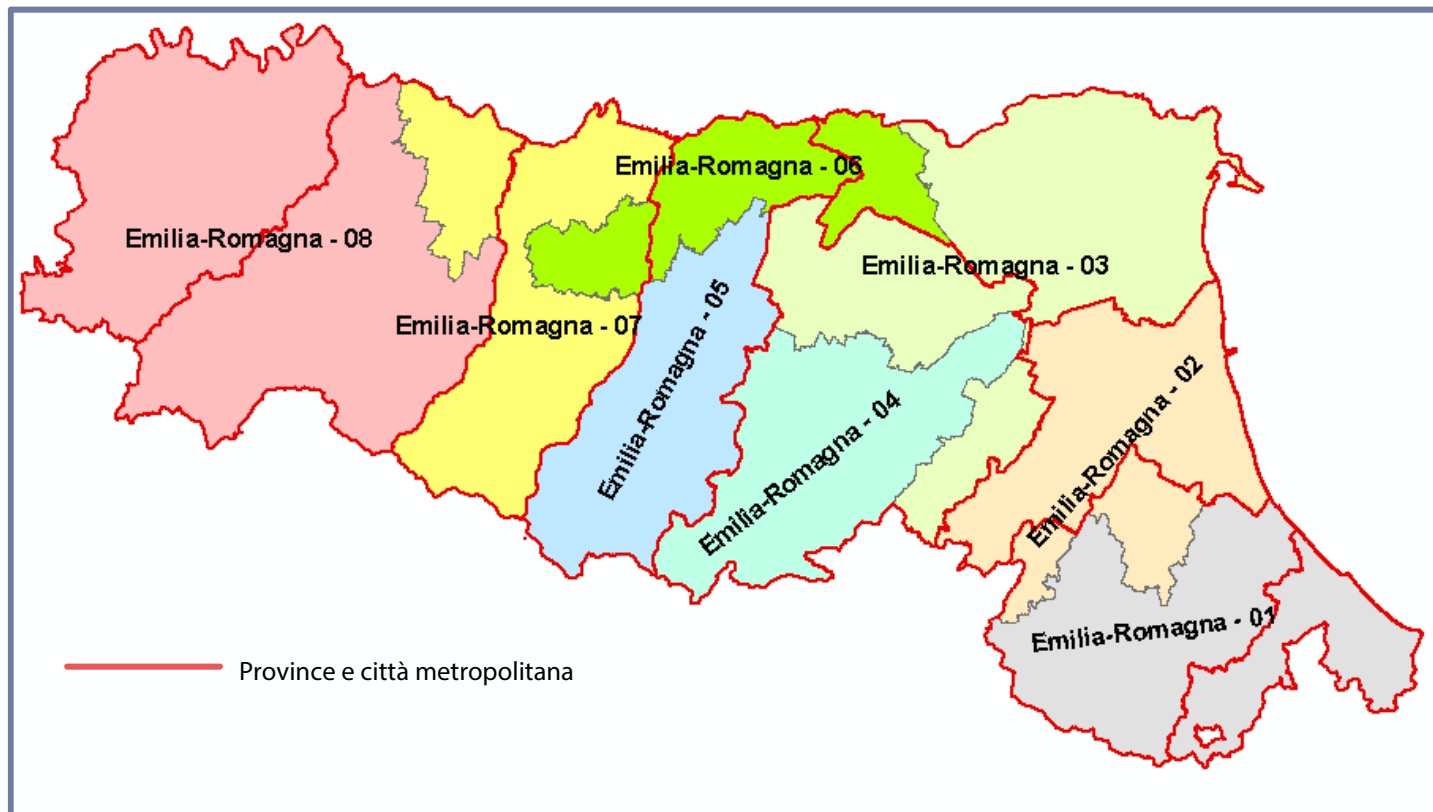 Emilia-Romagna - 06
Emilia-Romagna - 08
Emilia-Romagna - 03
Emilia-Romagna - 07
Emilia-Romagna - 05
Emilia-Romagna - 04
Emilia-Romagna - 02
Emilia-Romagna - 01
Province e città metropolitana